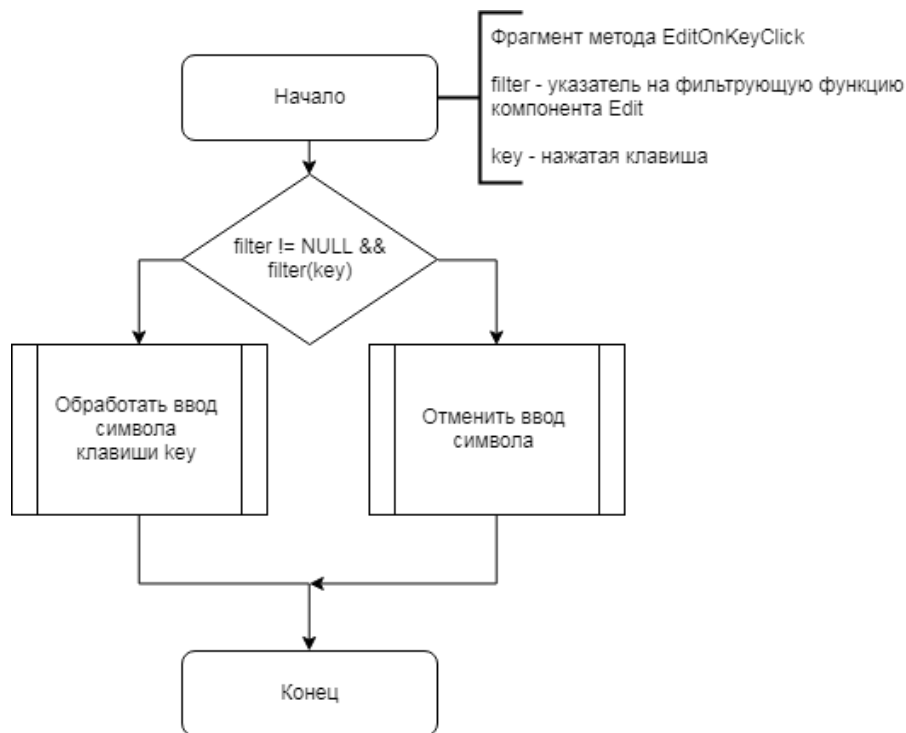 Начало
Фрагмент метода EditOnKeyClick
filter - указатель на фильтрующую функцию
компонента Edit
key - нажатая клавиша
filter != NULL &&
filter(key)
Обработать ввод
символа
клавиши key
Отменить ввод
символа
Конец